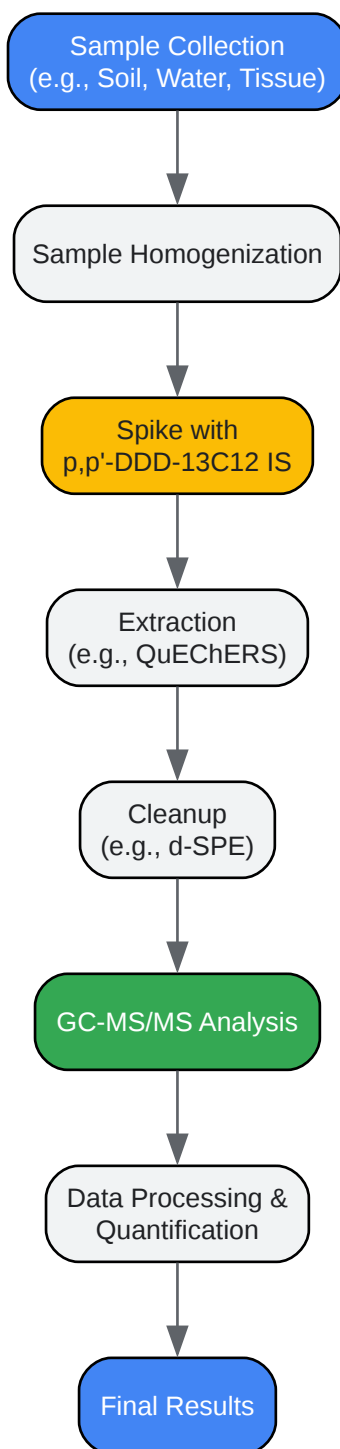 Sample Collection
(e.g., Soil, Water, Tissue)
Sample Homogenization
Spike with
p,p'-DDD-13C12 IS
Extraction
(e.g., QuEChERS)
Cleanup
(e.g., d-SPE)
GC-MS/MS Analysis
Data Processing &
Quantification
Final Results